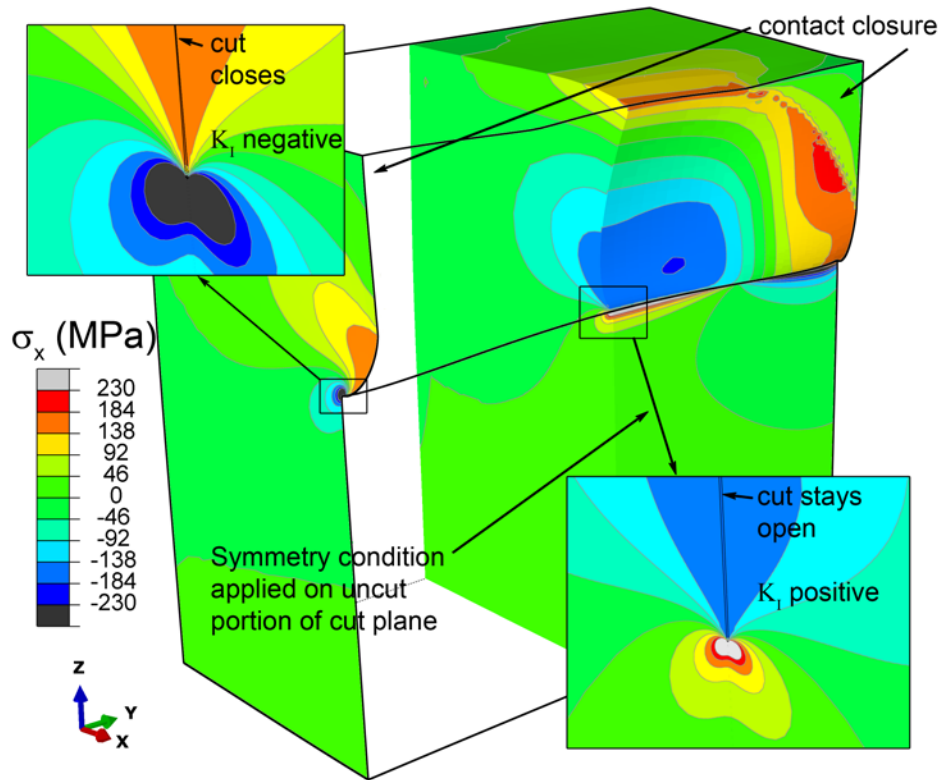 cut
closes
K_I negative
contact closure
σ_x (MPa)
230
184
138
92
46
0
-46
-92
-138
-184
-230
Symmetry condition
applied on uncut
portion of cut plane
cut stays
open
K_I positive
Z
Y
X